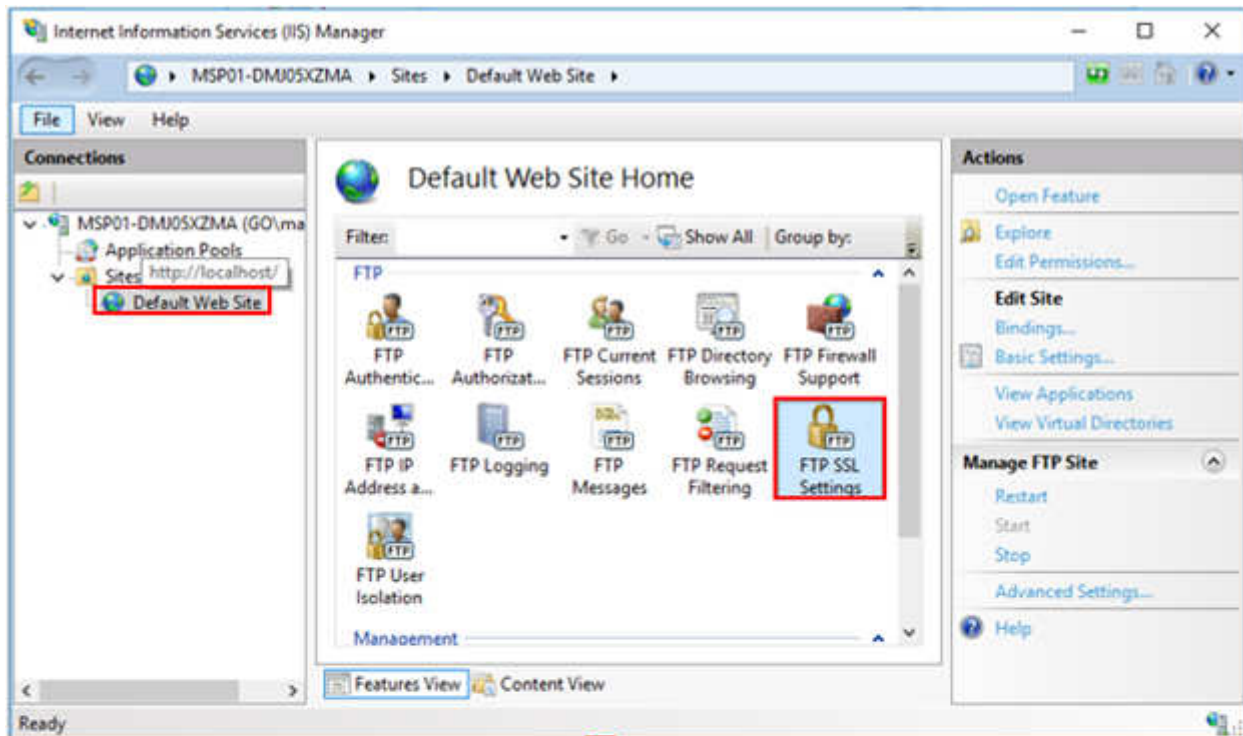 Internet Information Services (IIS) Manager
MSP01-DMJ05XZMA Sites Default Web Site
File View Help
Connections
MSP01-DMJ05XZMA (GO\ma
Application Pools
Sites
http://localhost/
Default Web Site
Default Web Site Home
Filter: Go Show All Group by:
FTP
FTP Authentic...
FTP Authorizat...
FTP Current Sessions
FTP Directory Browsing
FTP Firewall Support
FTP IP Address a...
FTP Logging
FTP Messages
FTP Request Filtering
FTP SSL Settings
FTP User Isolation
Management
Features View Content View
Actions
Open Feature
Explore
Edit Permissions...
Edit Site
Bindings...
Basic Settings...
View Applications
View Virtual Directories
Manage FTP Site
Restart
Start
Stop
Advanced Settings...
Help
Ready